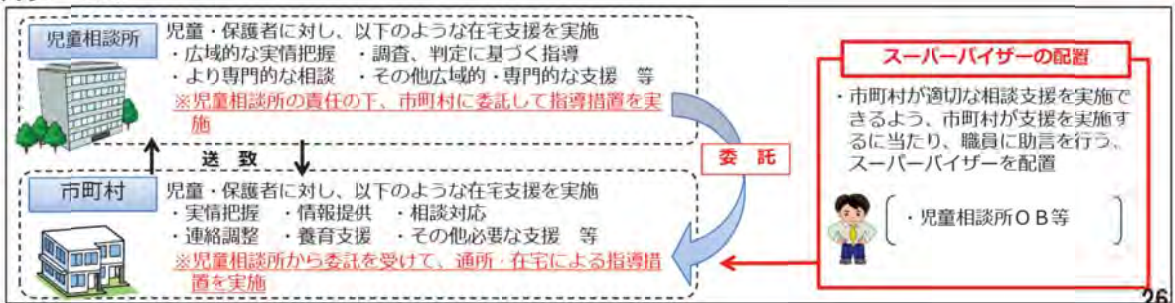 児童相談所
児童・保護者に対し、以下のような在宅支援を実施
・広域的な実情把握　・調査、判定に基づく指導
・より専門的な相談　・その他広域的・専門的な支援　等
※児童相談所の責任の下、市町村に委託して指導措置を実
施
送 致
委 託
市町村
児童・保護者に対し、以下のような在宅支援を実施
・実情把握　・情報提供　・相談対応
・連絡調整　・養育支援　・その他必要な支援　等
※児童相談所から委託を受けて、通所・在宅による指導措
置を実施
スーパーバイザーの配置
・市町村が適切な相談支援を実施で
きるよう、市町村が支援を実施す
るに当たり、職員に助言を行う、
スーパーバイザーを配置
・児童相談所ＯＢ等
26